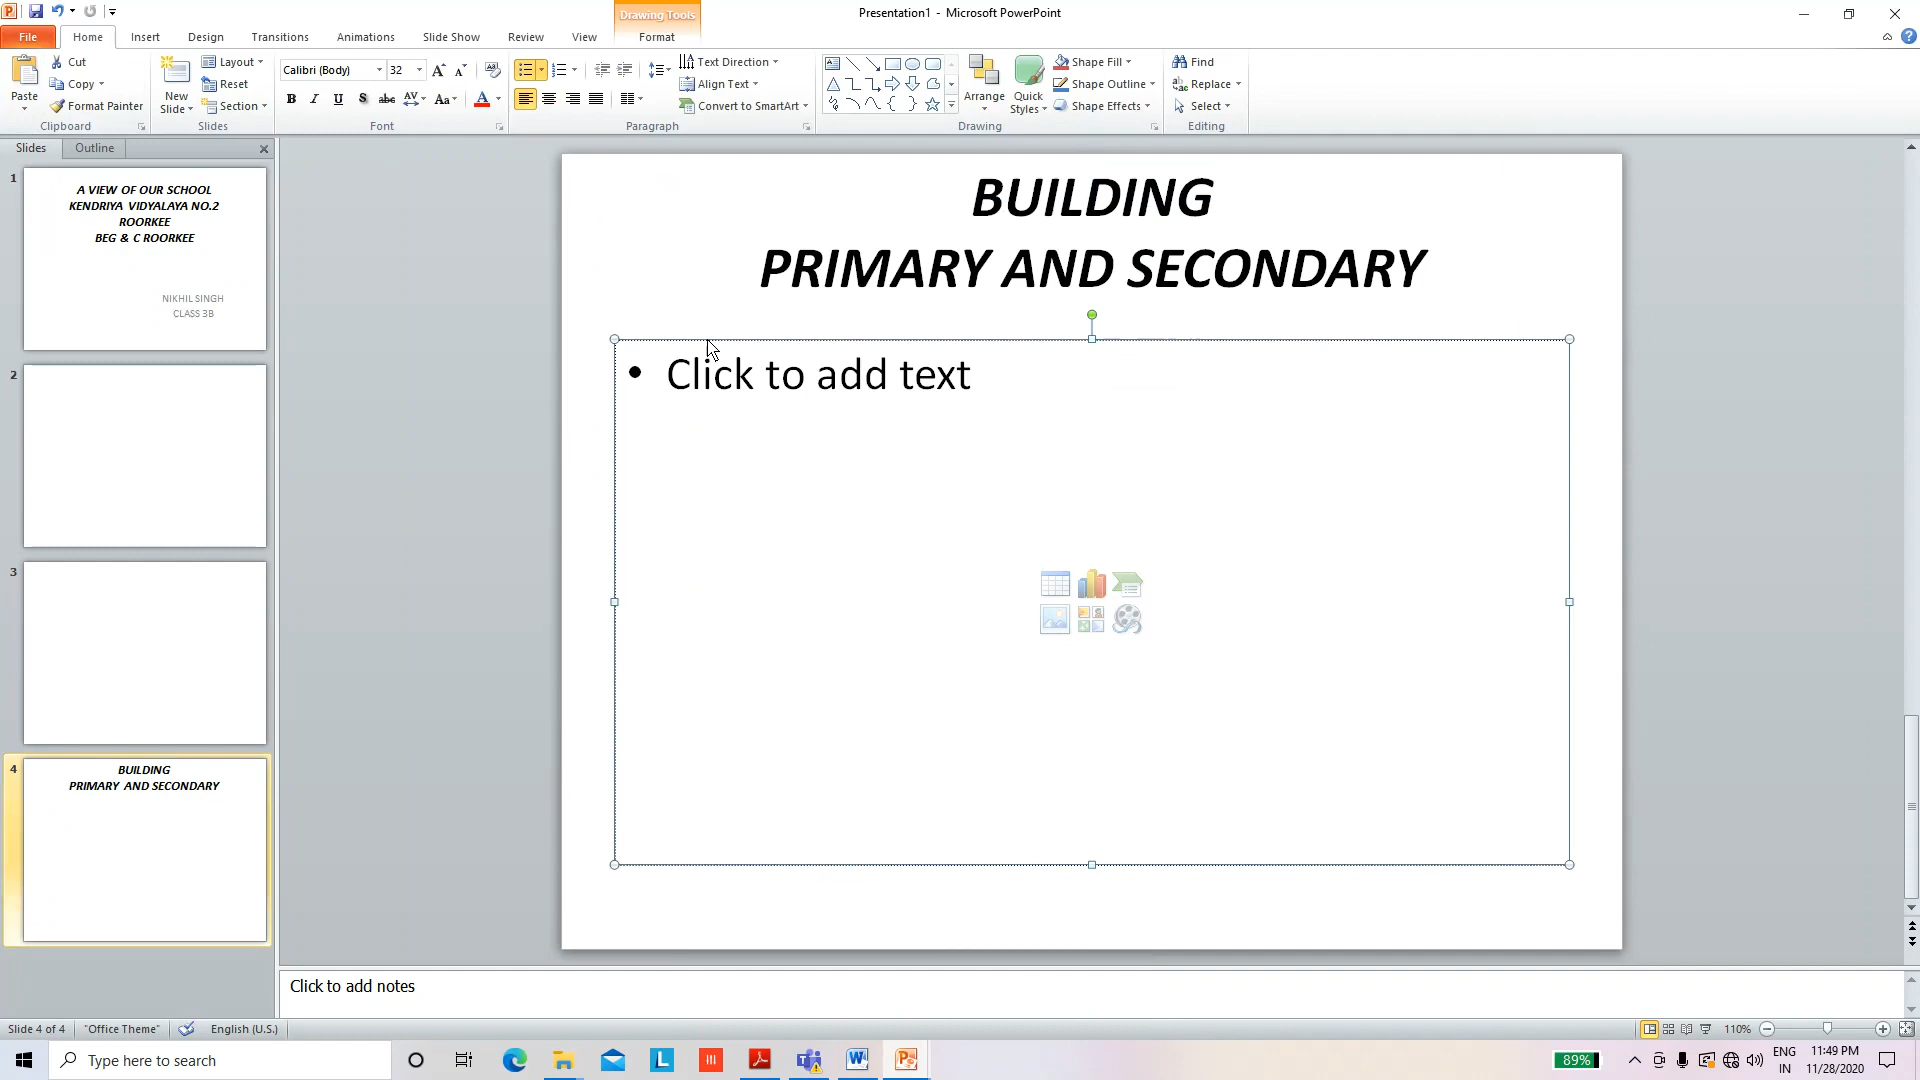 Presentation1 - Microsoft PowerPoint
Drawing Tools
File Home Insert Design Transitions Animations Slide Show Review View Format
Paste
Cut
Copy
Format Painter
Clipboard
New Slide
Layout
Reset
Section
Slides
Calibri (Body) 32
Font
Text Direction
Align Text
Convert to SmartArt
Paragraph
Arrange
Quick Styles
Shape Fill
Shape Outline
Shape Effects
Drawing
Find
Replace
Select
Editing
Slides Outline
1
A VIEW OF OUR SCHOOL
KENDRIYA VIDYALAYA NO.2
ROORKEE
BEG & C ROORKEE
NIKHIL SINGH
CLASS 3B
2
3
4
BUILDING
PRIMARY AND SECONDARY
BUILDING
PRIMARY AND SECONDARY
• Click to add text
Click to add notes
Slide 4 of 4 "Office Theme" English (U.S.) 110%
Type here to search
89%
ENG
IN
11:49 PM
11/28/2020